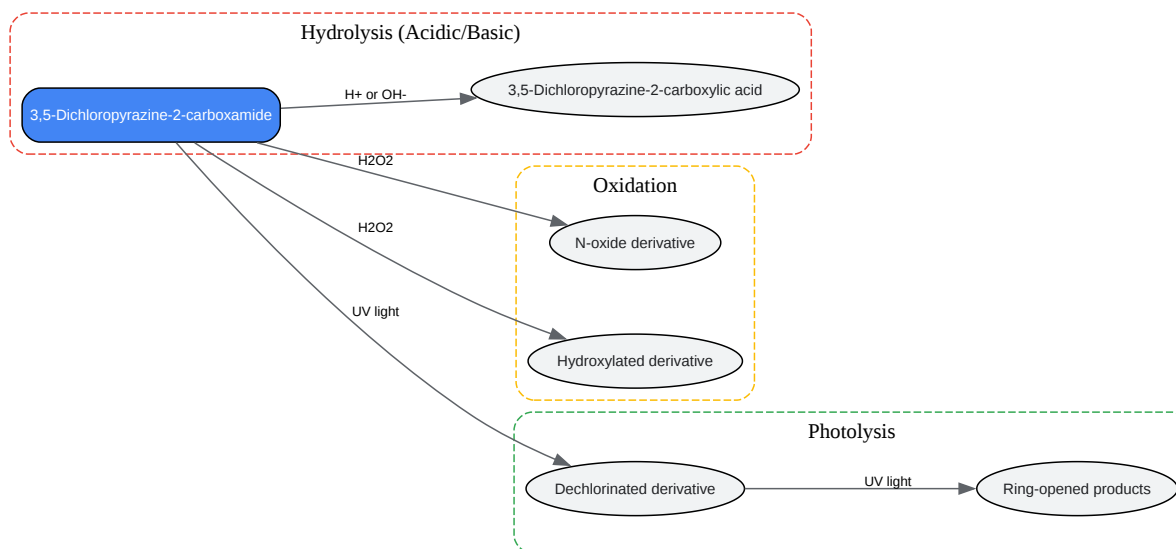 Hydrolysis (Acidic/Basic)
3,5-Dichloropyrazine-2-carboxamide
H+ or OH-
3,5-Dichloropyrazine-2-carboxylic acid
H2O2
Oxidation
N-oxide derivative
H2O2
UV light
Hydroxylated derivative
Photolysis
Dechlorinated derivative
UV light
Ring-opened products